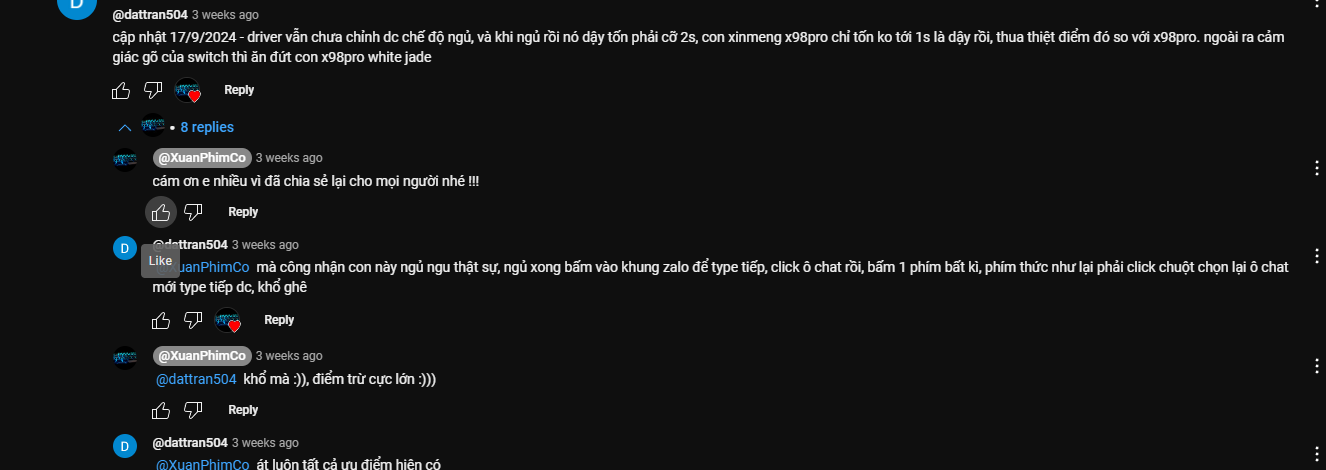 D
@dattran504 3 weeks ago
cập nhật 17/9/2024 - driver vẫn chưa chỉnh dc chế độ ngủ, và khi ngủ rồi nó dậy tốn phải cỡ 2s, con xinmeng x98pro chỉ tốn ko tới 1s là dậy rồi, thua thiệt điểm đó so với x98pro. ngoài ra cảm
giác gõ của switch thì ăn đứt con x98pro white jade
Reply
• 8 replies
@XuanPhimCo 3 weeks ago
cám ơn e nhiều vì đã chia sẻ lại cho mọi người nhé !!!
Reply
D
@dattran504 3 weeks ago
Like
@XuanPhimCo mà công nhận con này ngủ ngu thật sự, ngủ xong bấm vào khung zalo để type tiếp, click ô chat rồi, bấm 1 phím bất kì, phím thức như lại phải click chuột chọn lại ô chat
mới type tiếp dc, khổ ghê
Reply
@XuanPhimCo 3 weeks ago
@dattran504 khổ mà :)), điểm trừ cực lớn :)))
Reply
D
@dattran504 3 weeks ago
@XuanPhimCo át luôn tất cả ưu điểm hiện có